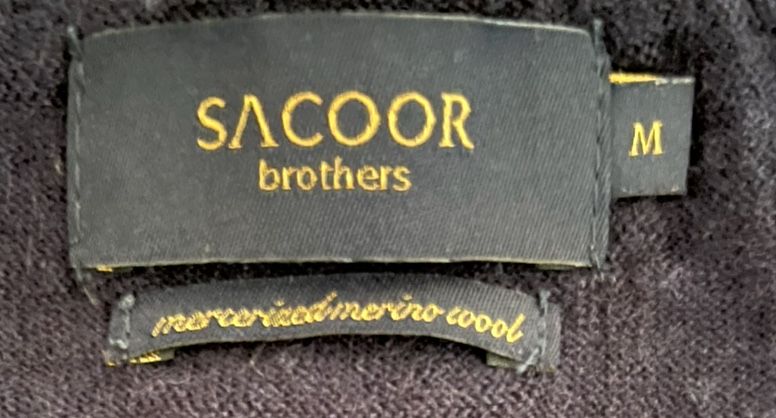 SACOOR
brothers
M
mercerized merino wool